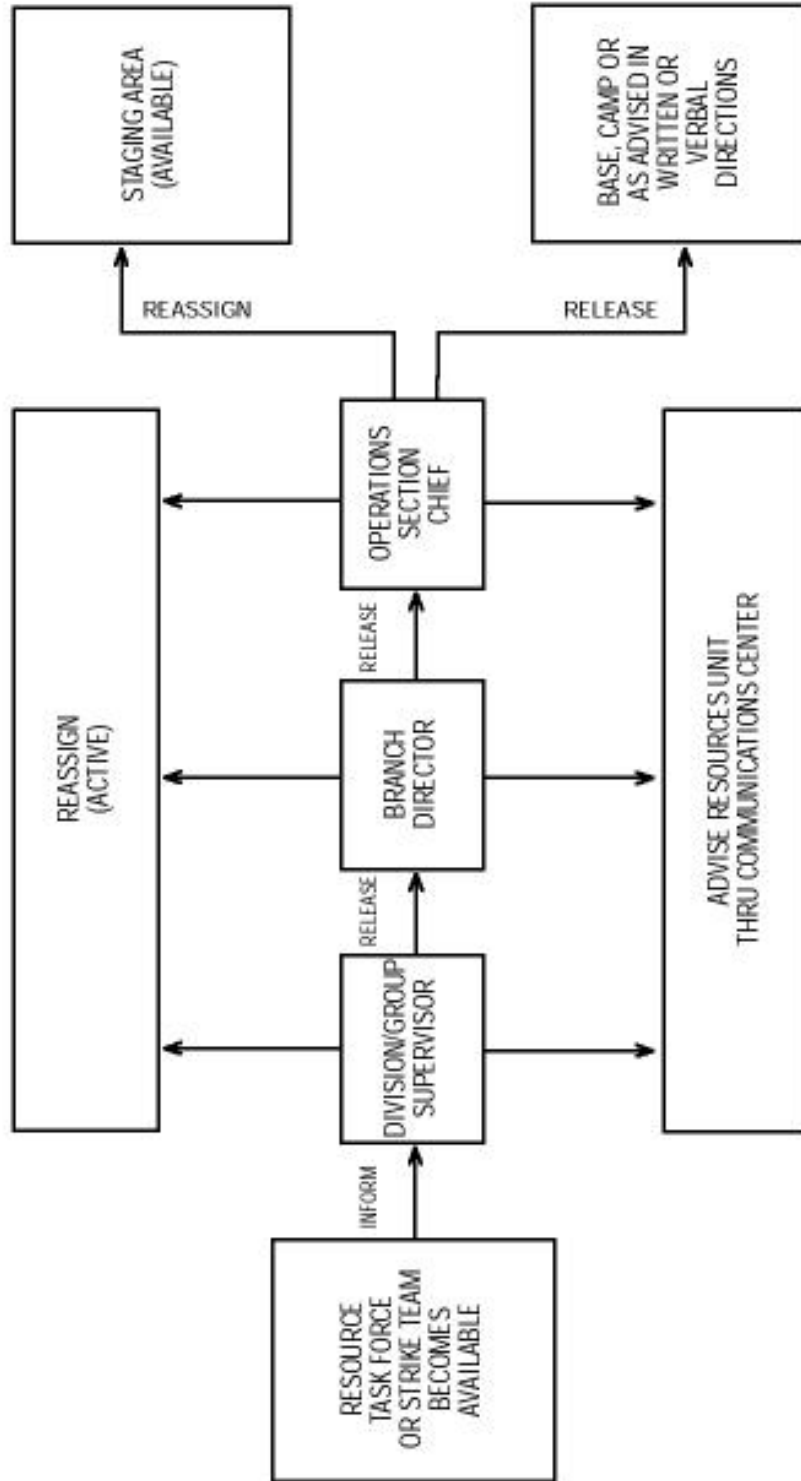 RESOURCE
TASK FORCE
OR STRIKE TEAM
BECOMES
AVAILABLE
INFORM
DIVISION/GROUP
SUPERVISOR
RELEASE
BRANCH
DIRECTOR
RELEASE
OPERATIONS
SECTION
CHIEF
REASSIGN
(ACTIVE)
ADVISE RESOURCES UNIT
THRU COMMUNICATIONS CENTER
REASSIGN
STAGING AREA
(AVAILABLE)
RELEASE
BASE, CAMP OR
AS ADVISED IN
WRITTEN OR
VERBAL
DIRECTIONS